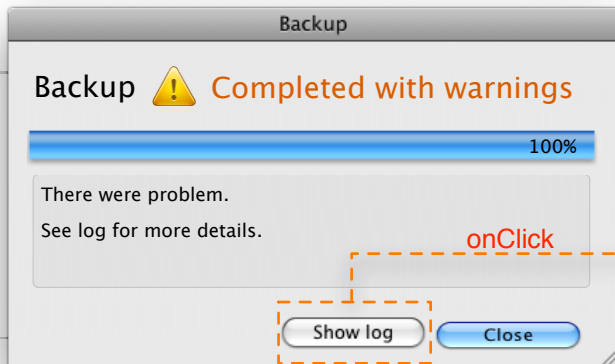 Backup
Backup Completed with warnings
100%
There were problem.
See log for more details.
onClick
Show log
Close